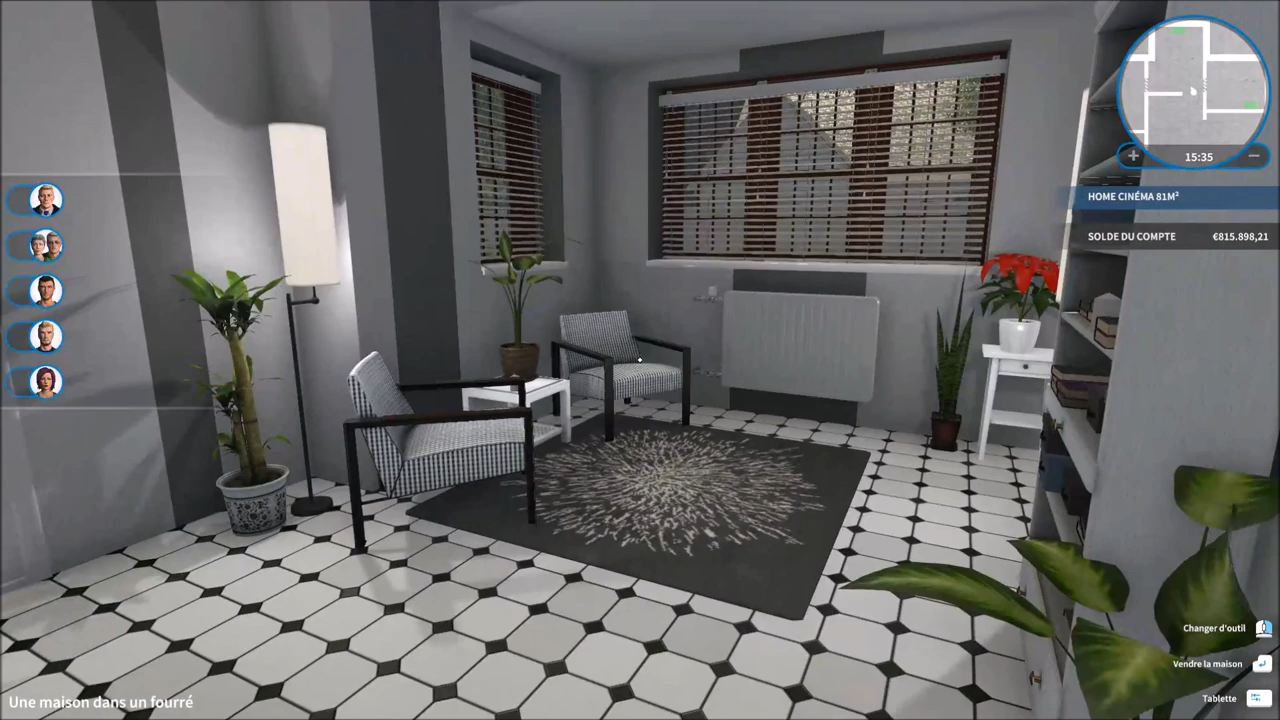 15:35
HOME CINÉMA 81M²
SOLDE DU COMPTE €815.898,21
Changer d'outil
Vendre la maison
Tablette
Une maison dans un fourré